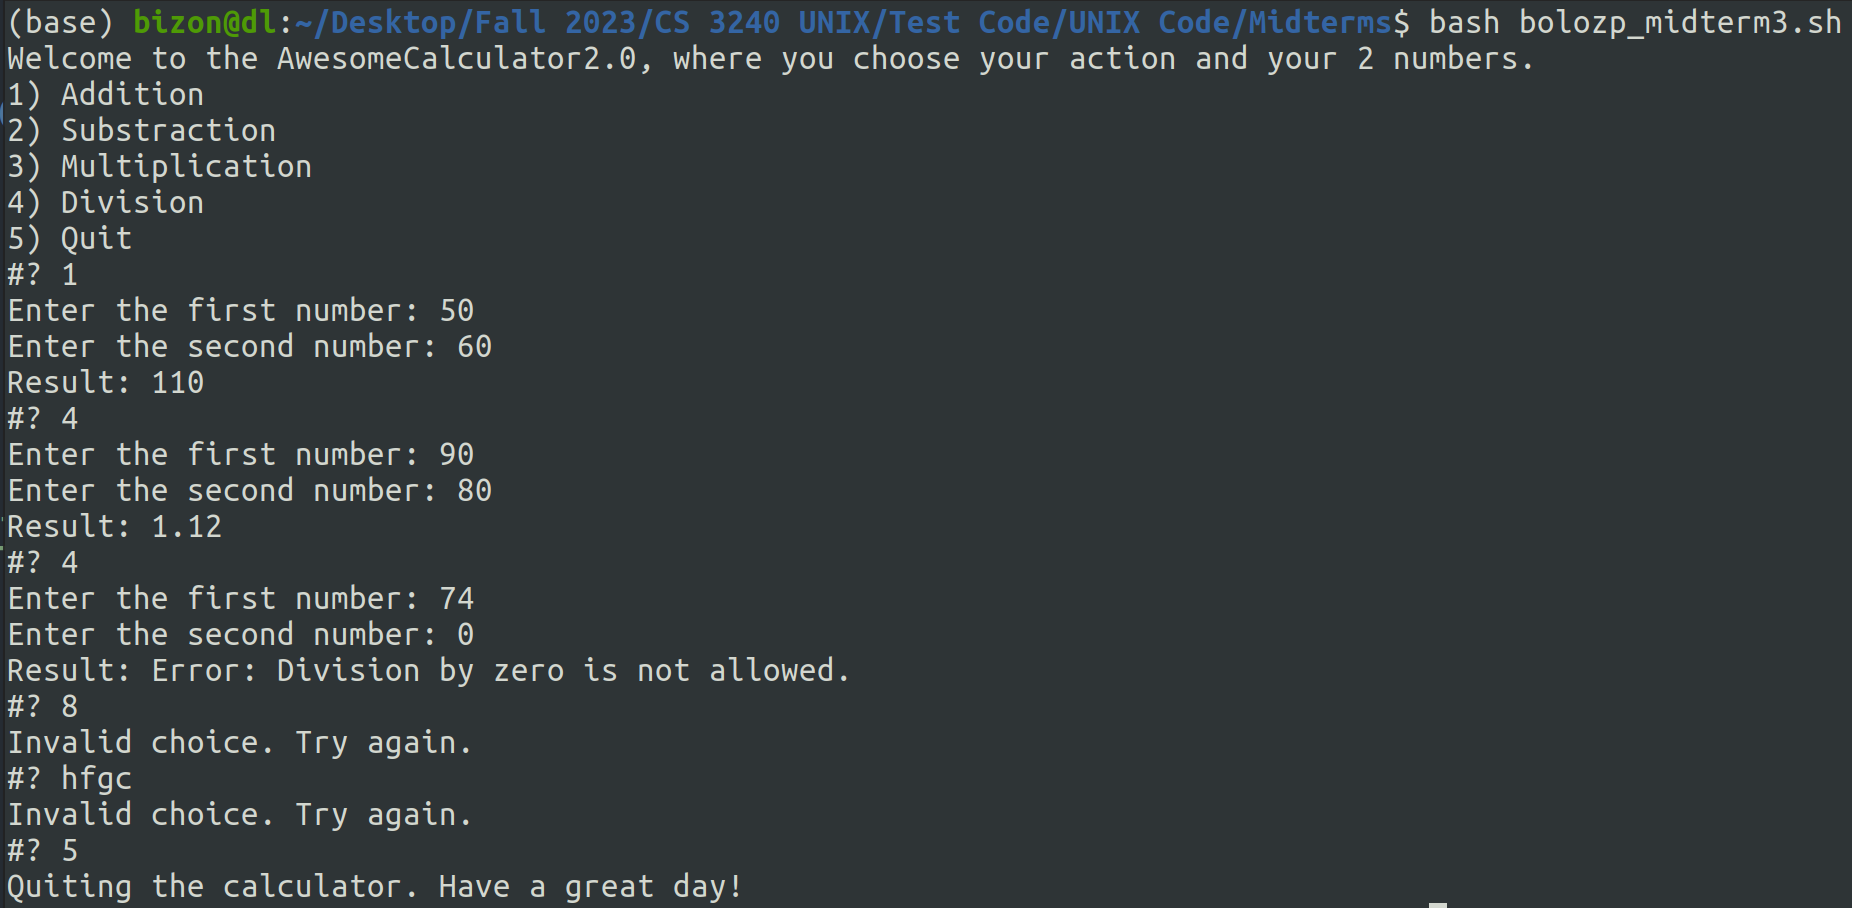 (base) bizon@dl:~/Desktop/Fall 2023/CS 3240 UNIX/Test Code/UNIX Code/Midterms$ bash bolozp_midterm3.sh
Welcome to the AwesomeCalculator2.0, where you choose your action and your 2 numbers.
1) Addition
2) Substraction
3) Multiplication
4) Division
5) Quit
#? 1
Enter the first number: 50
Enter the second number: 60
Result: 110
#? 4
Enter the first number: 90
Enter the second number: 80
Result: 1.12
#? 4
Enter the first number: 74
Enter the second number: 0
Result: Error: Division by zero is not allowed.
#? 8
Invalid choice. Try again.
#? hfgc
Invalid choice. Try again.
#? 5
Quiting the calculator. Have a great day!